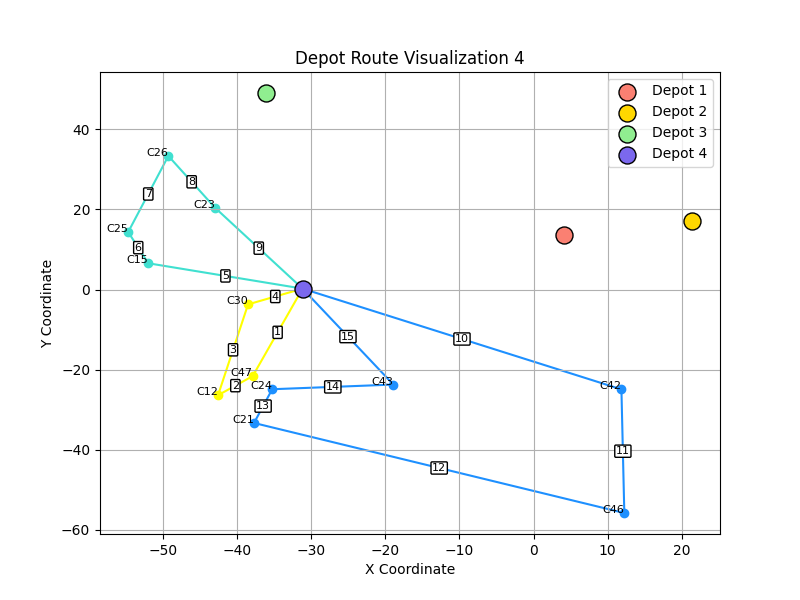 Depot Route Visualization 4
Depot 1
Depot 2
Depot 3
Depot 4
Y Coordinate
40
20
0
−20
−40
−60
C26
8
7
C23
C25
6
9
C15
5
C30
4
1
15
10
3
C47
C12
2
C24
14
C43
C42
13
C21
11
12
C46
−50
−40
−30
−20
−10
0
10
20
X Coordinate